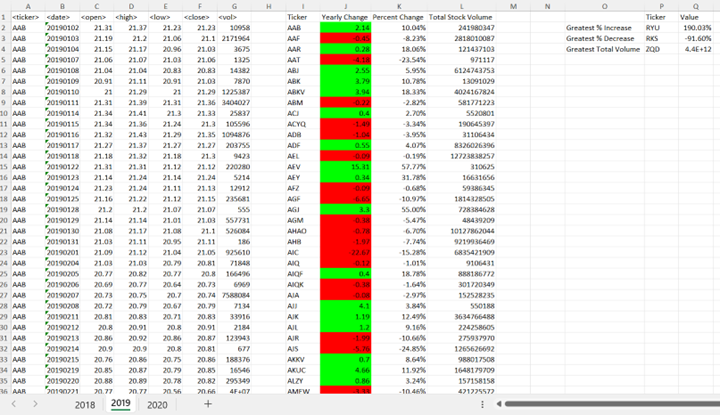 A B C D E F G H I J K L M N O P Q
1 <ticker> <date> <open> <high> <low> <close> <vol> Ticker Yearly Change Percent Change Total Stock Volume Ticker Value
2 AAB 20190102 21.31 21.37 21.23 21.23 10958 AAB 2.14 10.04% 241980347 Greatest % Increase RYU 190.03%
3 AAB 20190103 21.19 21.2 21.06 21.1 2171964 AAF -0.45 -8.23% 2818010087 Greatest % Decrease RKS -91.60%
4 AAB 20190104 21.15 21.17 20.96 21.03 3675 AAR 0.28 18.06% 121437103 Greatest Total Volume ZQD 4.4E+12
5 AAB 20190107 21.06 21.07 21.03 21.06 1325 AAT -4.18 -23.54% 971117
6 AAB 20190108 21.04 21.04 20.83 20.83 14382 ABJ 2.55 5.95% 6124743753
7 AAB 20190109 20.91 21.11 20.91 21.03 7870 ABK 3.79 10.78% 13091029
8 AAB 20190110 21 21.29 21 21.29 1225387 ABKV 3.94 18.33% 4024167824
9 AAB 20190111 21.31 21.39 21.31 21.36 3404027 ABM -0.22 -2.82% 581771223
10 AAB 20190114 21.34 21.41 21.3 21.33 25837 ACJ 0.4 2.70% 5520801
11 AAB 20190115 21.34 21.36 21.24 21.3 105596 ACYQ -1.49 -3.34% 190645397
12 AAB 20190116 21.32 21.43 21.29 21.35 1094876 ADB -1.04 -3.95% 31106434
13 AAB 20190117 21.27 21.37 21.27 21.27 203755 ADF 0.55 4.07% 8326026396
14 AAB 20190118 21.18 21.32 21.18 21.3 9423 AEL -0.09 -0.19% 12723838257
15 AAB 20190122 21.31 21.31 21.12 21.12 220280 AEV 15.31 57.77% 310625
16 AAB 20190123 21.14 21.24 21.14 21.24 5214 AEY 0.34 31.78% 16631656
17 AAB 20190124 21.23 21.24 21.11 21.13 12912 AFZ -0.09 -0.68% 59386345
18 AAB 20190125 21.16 21.22 21.12 21.15 235681 AGF -10.97% 1814328505
19 AAB 20190128 21.2 21.2 21.07 21.07 555 AGJ 3.3 55.00% 728384628
20 AAB 20190129 21.14 21.14 21.01 21.03 557731 AGM -0.38 -5.47% 48439209
21 AAB 20190130 21.08 21.17 21.08 21.1 526084 AHAO -0.78 -6.70% 10127862044
22 AAB 20190131 21.03 21.11 20.95 21.11 186 AHB -1.97 -7.74% 9219936469
23 AAB 20190201 21.09 21.12 21.04 21.05 925610 AIC -15.28% 6835421909
24 AAB 20190204 21.03 21.03 20.79 20.81 71848 AIQ -0.12 -1.01% 9106431
25 AAB 20190205 20.77 20.82 20.77 20.8 166496 AIQF 0.4 18.78% 888186772
26 AAB 20190206 20.69 20.77 20.64 20.73 6969 AIQK -0.38 -1.64% 301720349
27 AAB 20190207 20.73 20.75 20.7 20.74 7588084 AJA -0.08 -2.97% 152528235
28 AAB 20190208 20.72 20.79 20.67 20.79 7134 AJJ 4.1 3.84% 550188
29 AAB 20190211 20.81 20.83 20.71 20.83 33916 AJK 1.19 12.49% 3634766488
30 AAB 20190212 20.8 20.91 20.8 20.91 2184 AJL 1.2 9.16% 224258605
31 AAB 20190213 20.86 20.92 20.86 20.87 123943 AJR -1.99 -10.66% 275937970
32 AAB 20190214 20.9 20.9 20.8 20.81 677 AJS -5.76 -24.85% 1265626692
33 AAB 20190215 20.76 20.86 20.75 20.86 188376 AKKV 0.7 8.64% 988017508
34 AAB 20190219 20.85 20.87 20.79 20.85 16546 AKUC 4.66 11.92% 1648179709
35 AAB 20190220 20.88 20.89 20.78 20.82 295349 ALZY 0.86 3.24% 157158158
36 AAB 20190221 20.77 20.77 20.56 20.66 4E+07 AMEW -10.46% 421225572
2018 2019 2020 +